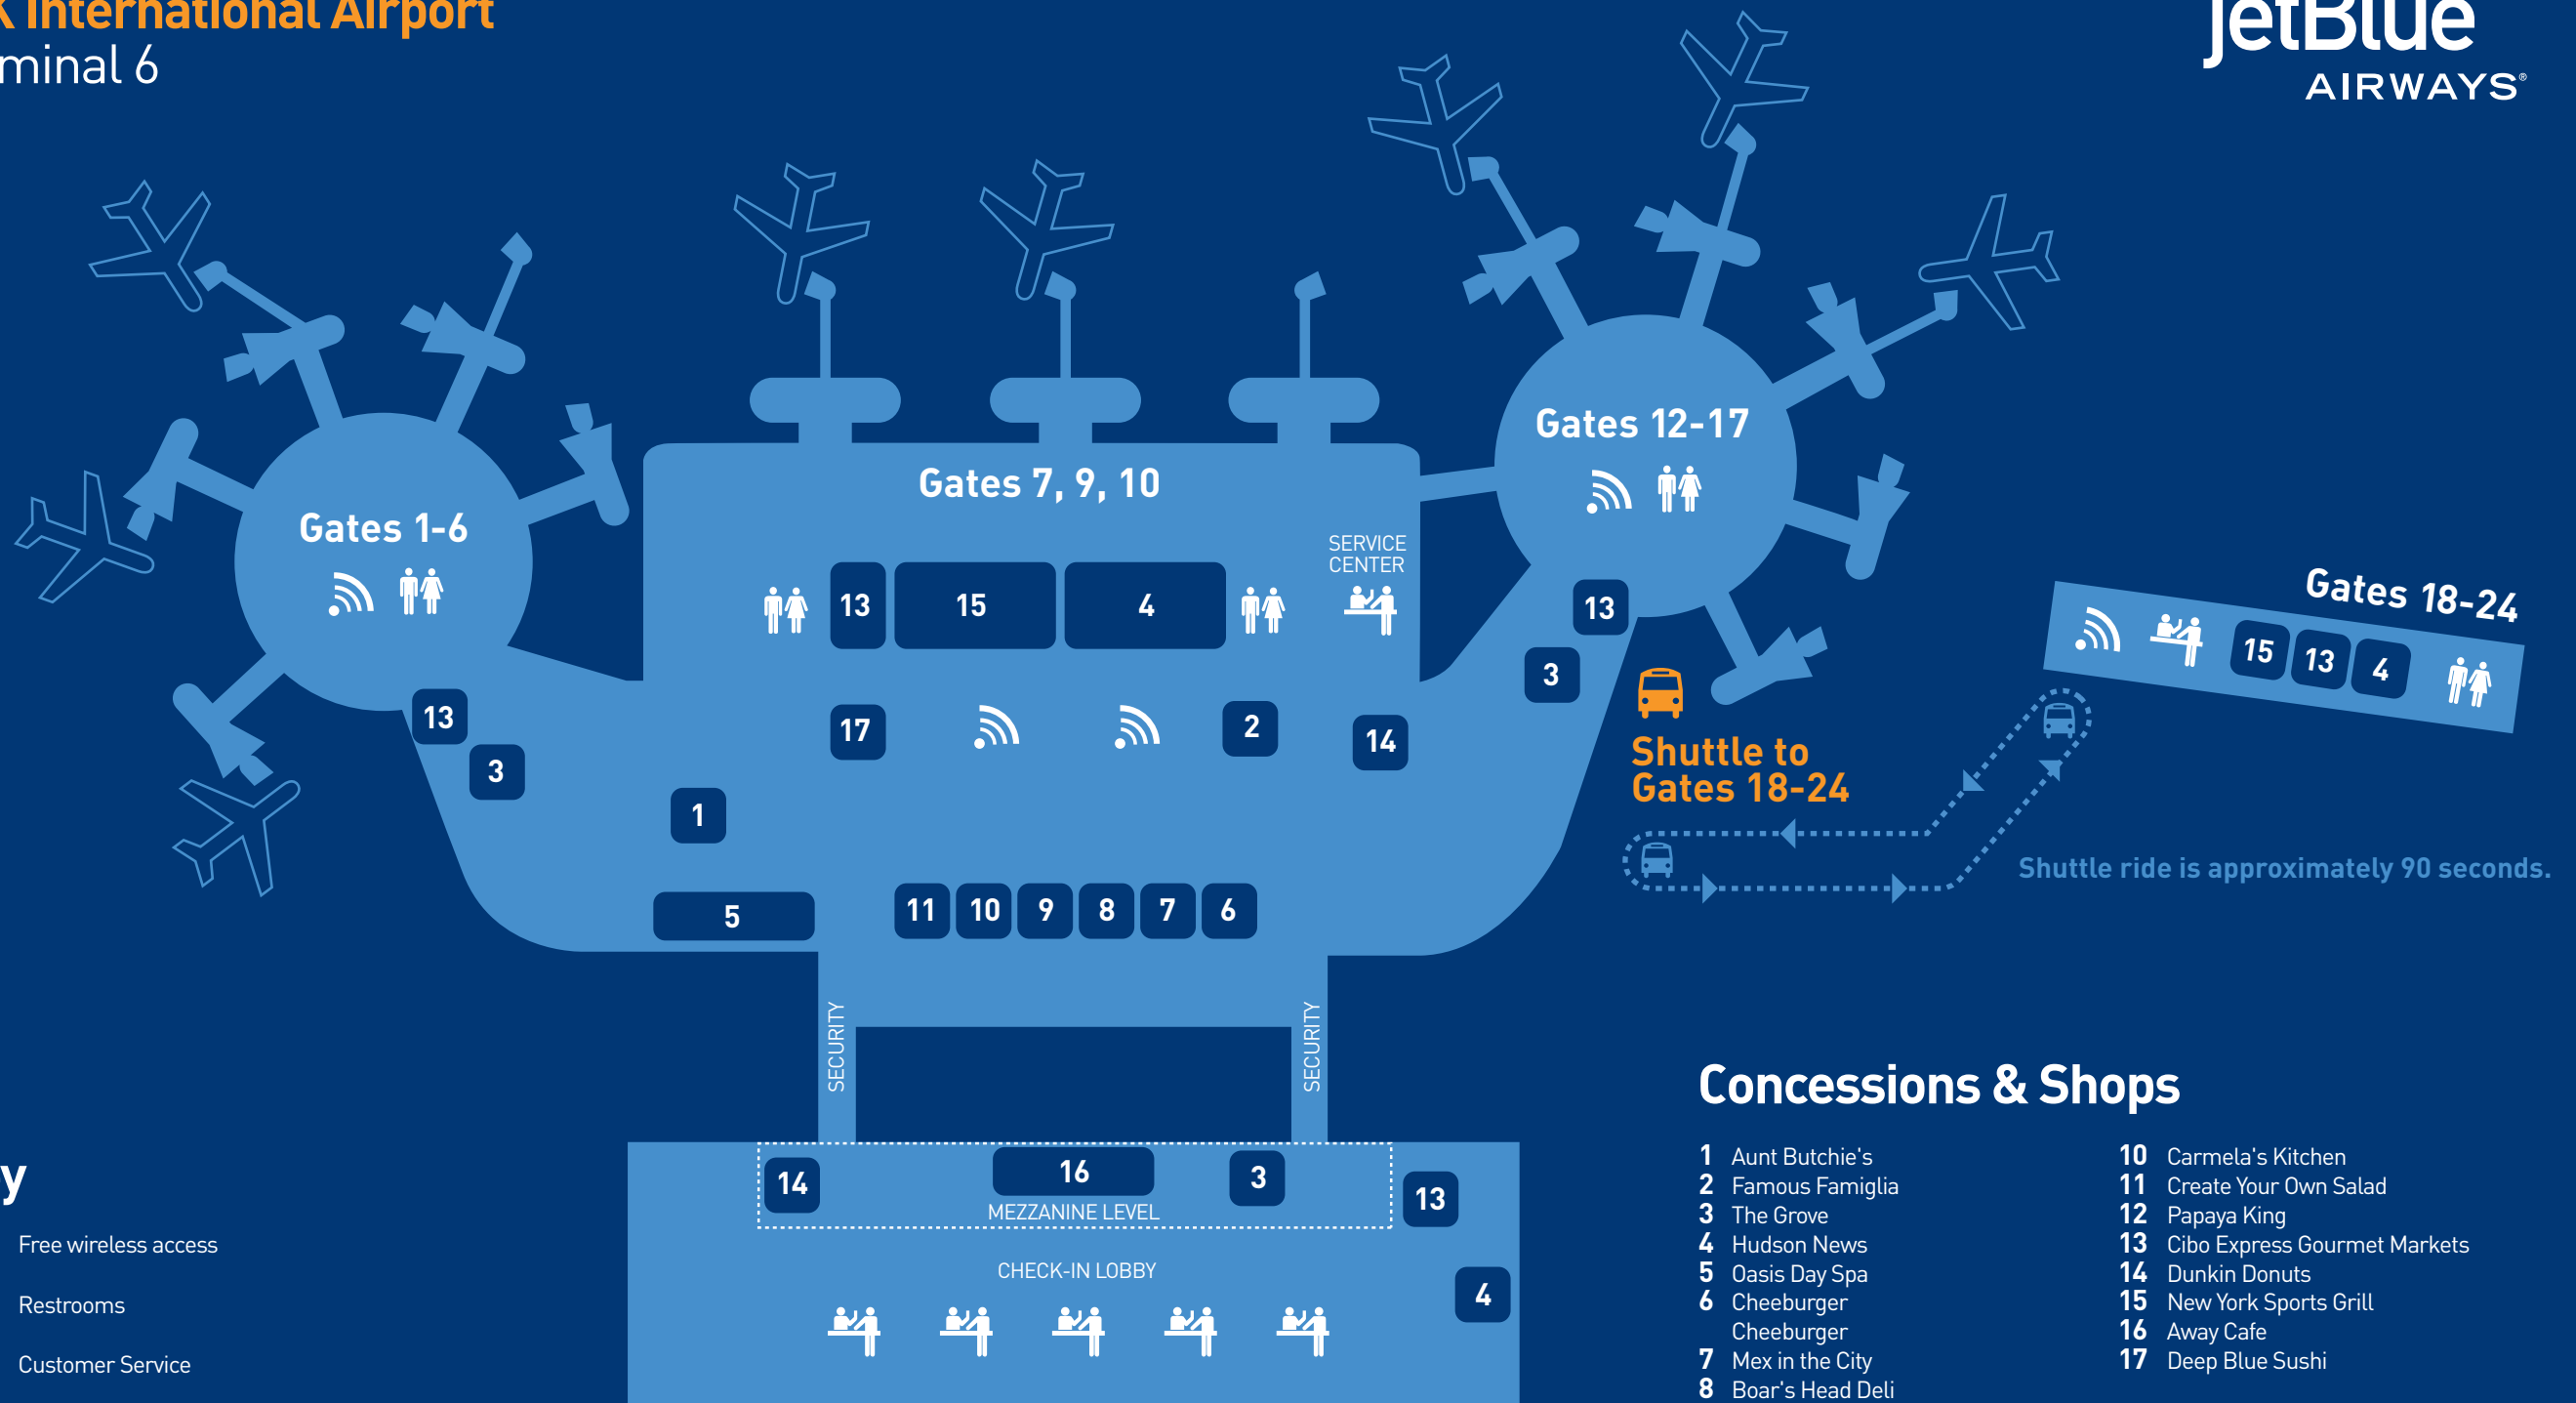 K International Airport
minal 6
jetBlue
AIRWAYS®
Gates 12-17
Gates 7, 9, 10
Gates 1-6
SERVICE
CENTER
Gates 18-24
13
15
4
13
3
15
13
4
13
3
17
2
14
1
Shuttle to
Gates 18-24
Shuttle ride is approximately 90 seconds.
5
11
10
9
8
7
6
SECURITY
SECURITY
14
16
3
13
MEZZANINE LEVEL
CHECK-IN LOBBY
4
y
Free wireless access
Restrooms
Customer Service
Concessions & Shops
1 Aunt Butchie's
2 Famous Famiglia
3 The Grove
4 Hudson News
5 Oasis Day Spa
6 Cheeburger
Cheeburger
7 Mex in the City
8 Boar's Head Deli
10 Carmela's Kitchen
11 Create Your Own Salad
12 Papaya King
13 Cibo Express Gourmet Markets
14 Dunkin Donuts
15 New York Sports Grill
16 Away Cafe
17 Deep Blue Sushi